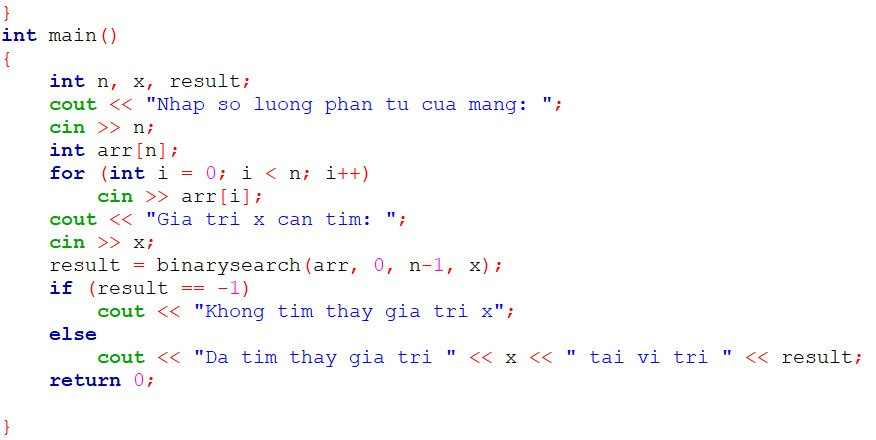 }
int main()
{
    int n, x, result;
    cout << "Nhap so luong phan tu cua mang: ";
    cin >> n;
    int arr[n];
    for (int i = 0; i < n; i++)
        cin >> arr[i];
    cout << "Gia tri x can tim: ";
    cin >> x;
    result = binarysearch(arr, 0, n-1, x);
    if (result == -1)
        cout << "Khong tim thay gia tri x";
    else
        cout << "Da tim thay gia tri " << x << " tai vi tri " << result;
    return 0;
}